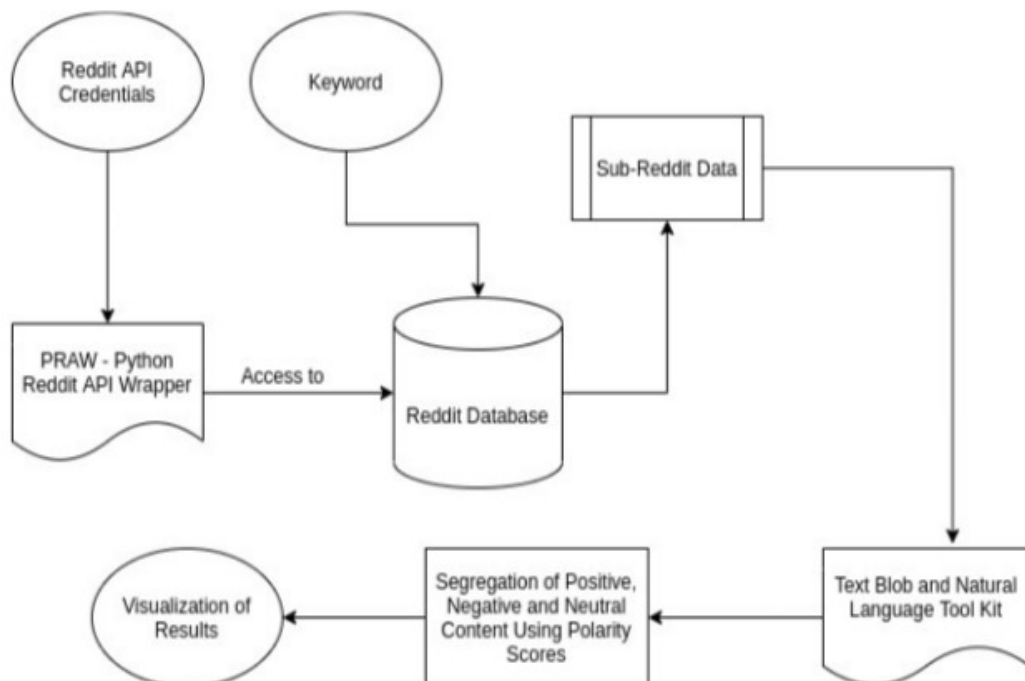 Reddit API
Credentials
Keyword
Sub-Reddit Data
PRAW - Python
Reddit API Wrapper
Access to
Reddit Database
Visualization of
Results
Segregation of Positive,
Negative and Neutral
Content Using Polarity
Scores
Text Blob and Natural
Language Tool Kit